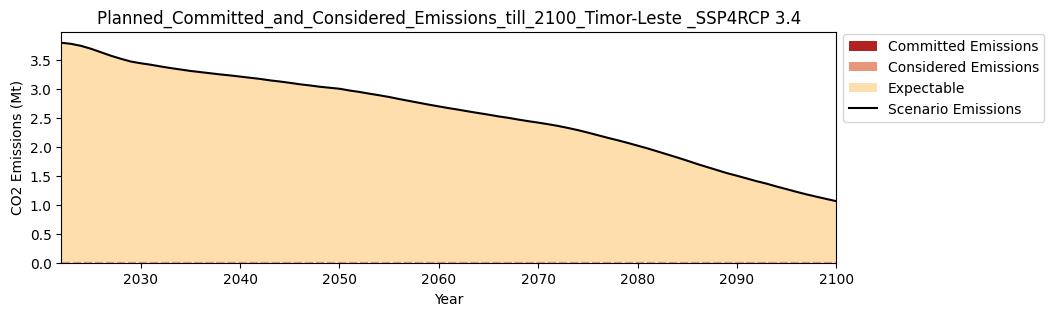 Planned_Committed_and_Considered_Emissions_till_2100_Timor-Leste _SSP4RCP 3.4
Committed Emissions
Considered Emissions
Expectable
Scenario Emissions
CO2 Emissions (Mt)
3.5
3.0
2.5
2.0
1.5
1.0
0.5
0.0
2030 2040 2050 2060 2070 2080 2090 2100
Year